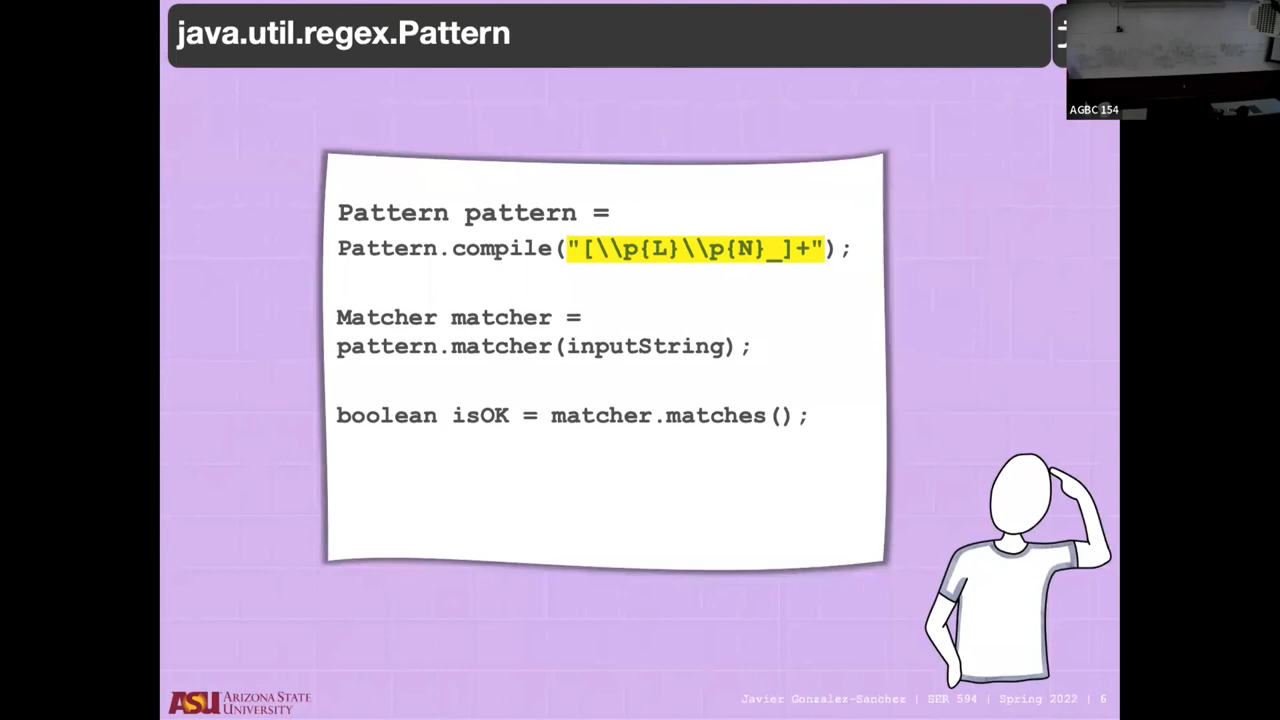 java.util.regex.Pattern
AGBC 154
Pattern pattern =
Pattern.compile("[\\p{L}\\p{N}_]+");
Matcher matcher =
pattern.matcher(inputString);
boolean isOK = matcher.matches();
ASU ARIZONA STATE
UNIVERSITY
Javier Gonzalez-Sanchez | SER 594 | Spring 2022 | 6